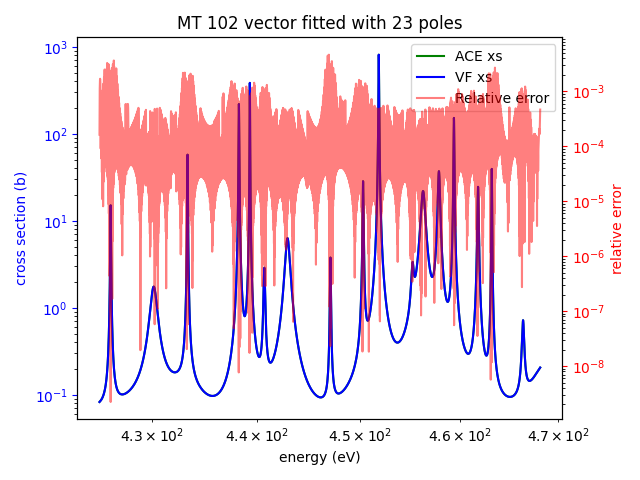 MT 102 vector fitted with 23 poles
ACE xs
VF xs
Relative error
10³
10²
10¹
10⁰
10⁻¹
cross section (b)
10⁻³
10⁻⁴
10⁻⁵
10⁻⁶
10⁻⁷
10⁻⁸
relative error
4.3 × 10² 4.4 × 10² 4.5 × 10² 4.6 × 10² 4.7 × 10²
energy (eV)